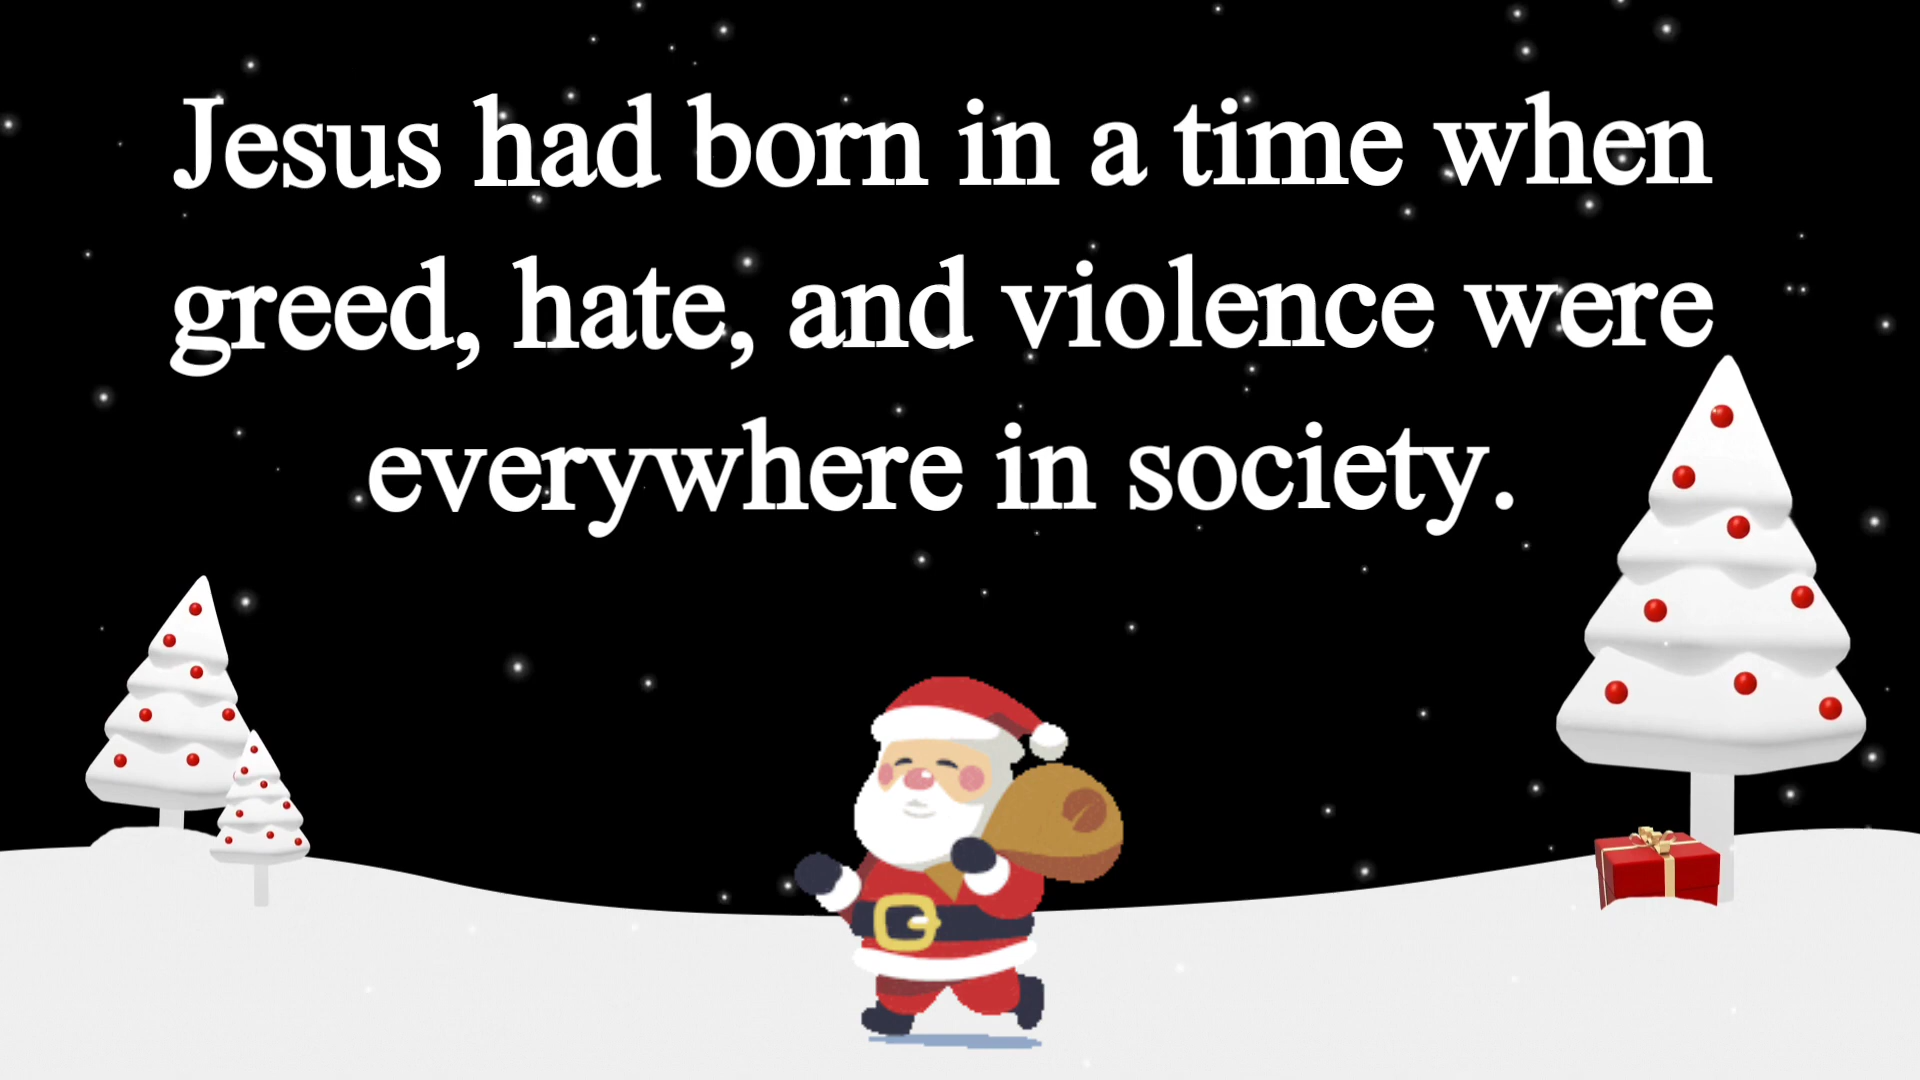 Jesus had born in a time when
greed, hate, and violence were
everywhere in society.